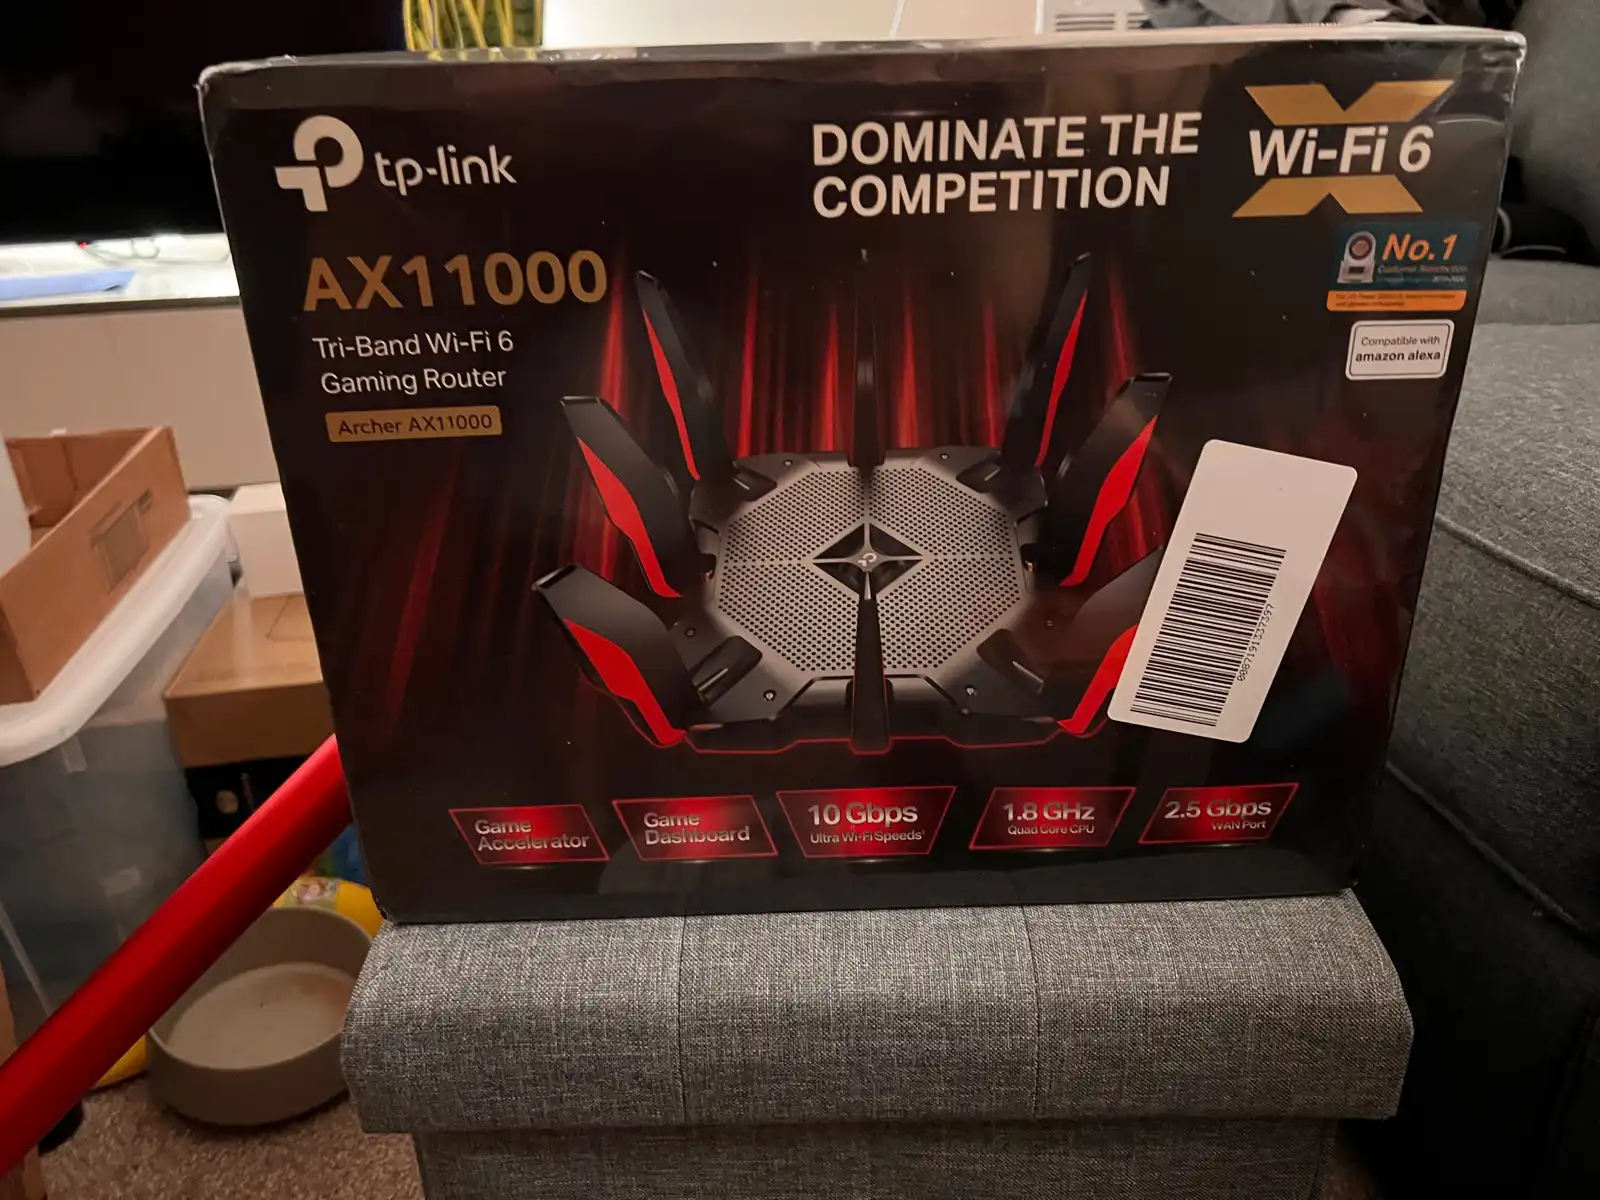 tp-link
DOMINATE THE
COMPETITION
Wi-Fi 6
AX11000
Tri-Band Wi-Fi 6
Gaming Router
Archer AX11000
No.1
Customer Satisfaction
Compatible with
amazon alexa
Game
Accelerator
Game
Dashboard
10 Gbps
Ultra Wi-Fi Speeds
1.8 GHz
Quad Core CPU
2.5 Gbps
WAN Port